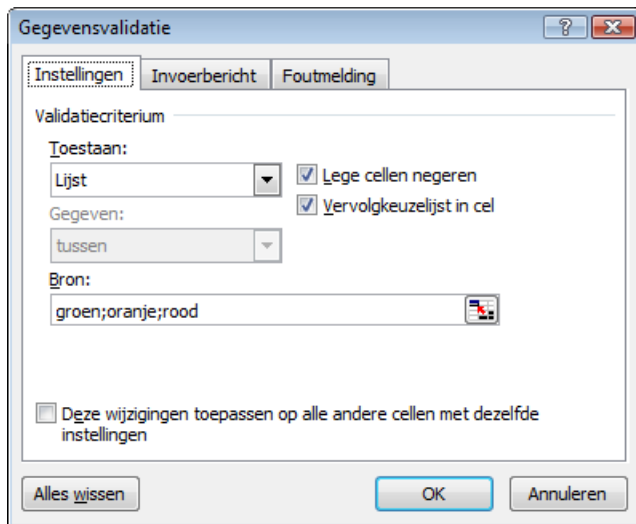 Gegevensvalidatie
Instellingen
Invoerbericht
Foutmelding
Validatiecriterium
Toestaan:
Lijst
Lege cellen negeren
Gegeven:
Vervolgkeuzelijst in cel
tussen
Bron:
groen;oranje;rood
Deze wijzigingen toepassen op alle andere cellen met dezelfde
instellingen
Alles wissen
OK
Annuleren